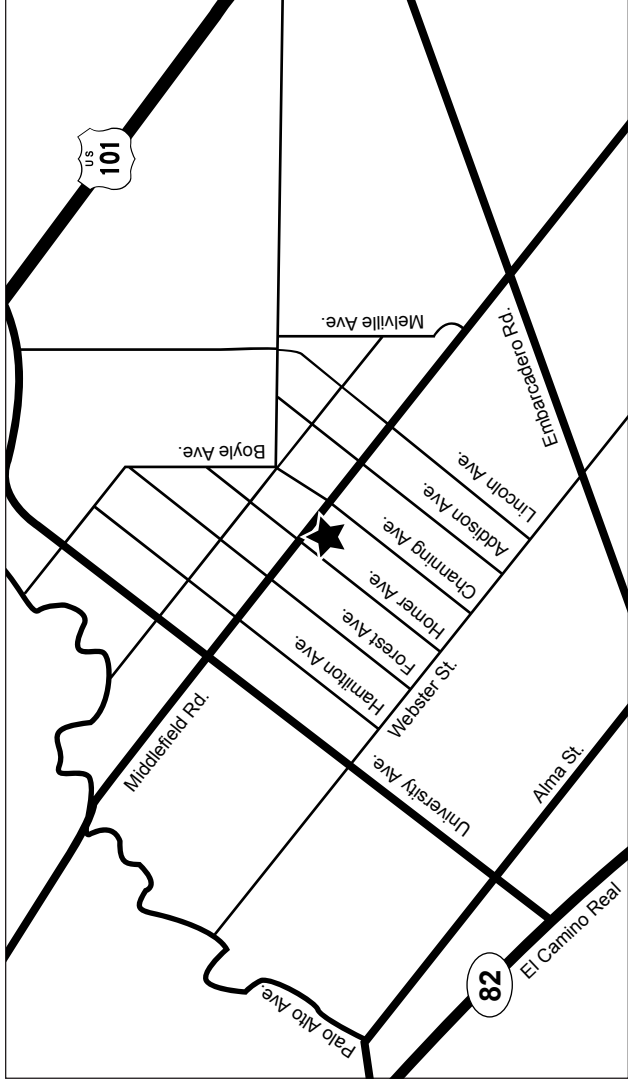 US
101
Melville Ave.
Boyle Ave.
Embarcadero Rd.
Lincoln Ave.
Addison Ave.
Channing Ave.
Homer Ave.
Forest Ave.
Hamilton Ave.
Webster St.
Middlefield Rd.
University Ave.
Alma St.
El Camino Real
82
Palo Alto Ave.